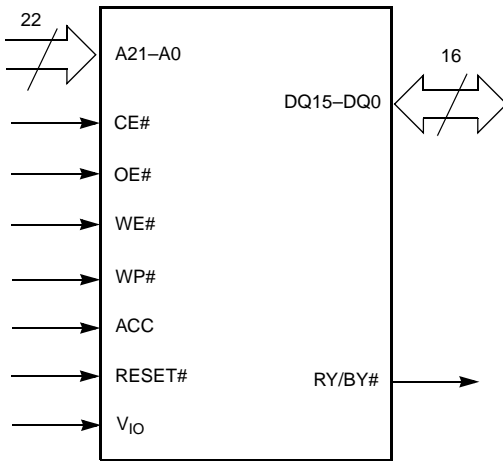 22
A21–A0
16
DQ15–DQ0
CE#
OE#
WE#
WP#
ACC
RESET#
RY/BY#
VIO